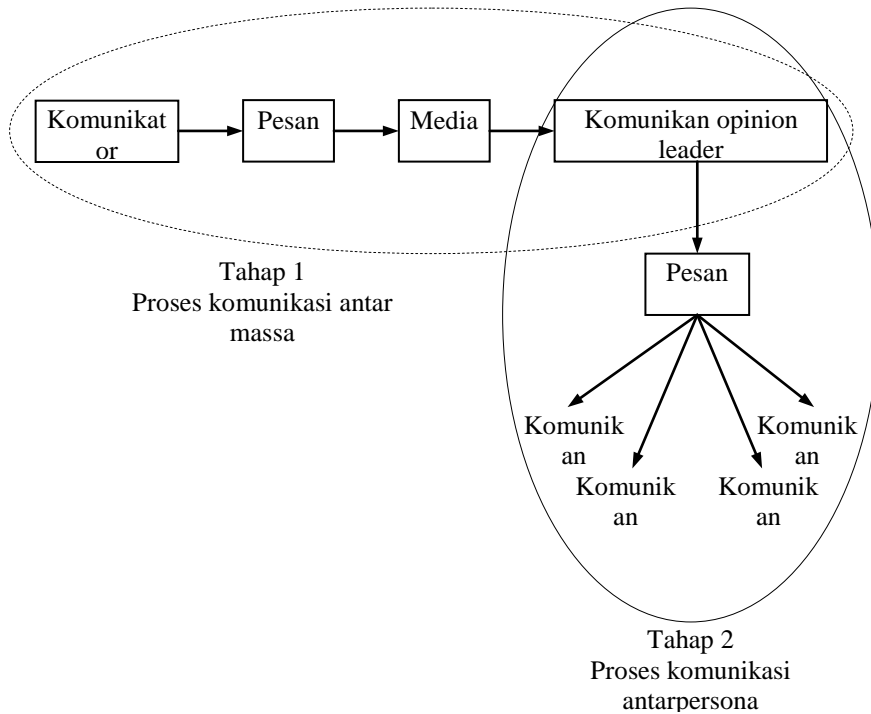 Komunikat
or
Pesan
Media
Komunikan opinion
leader
Tahap 1
Proses komunikasi antar
massa
Pesan
Komunik
an
Komunik
an
Komunik
an
Komunik
an
Tahap 2
Proses komunikasi
antarpersona